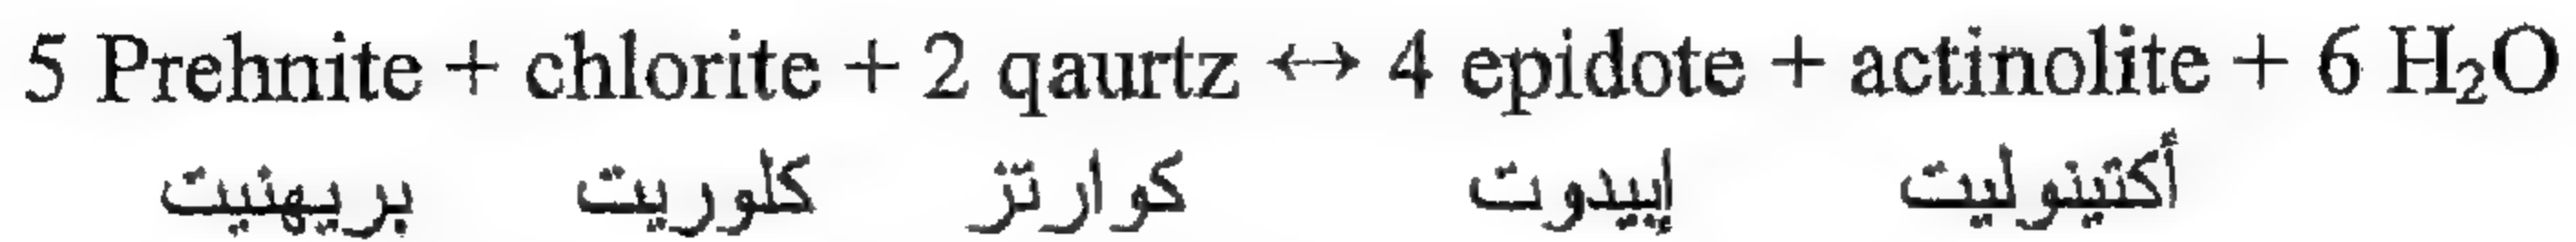 5 Prehnite + chlorite + 2 qaurtz ↔ 4 epidote + actinolite + 6 H₂O
بريهنيت كلوريت كوارتز إبيدوت أكتينوليت